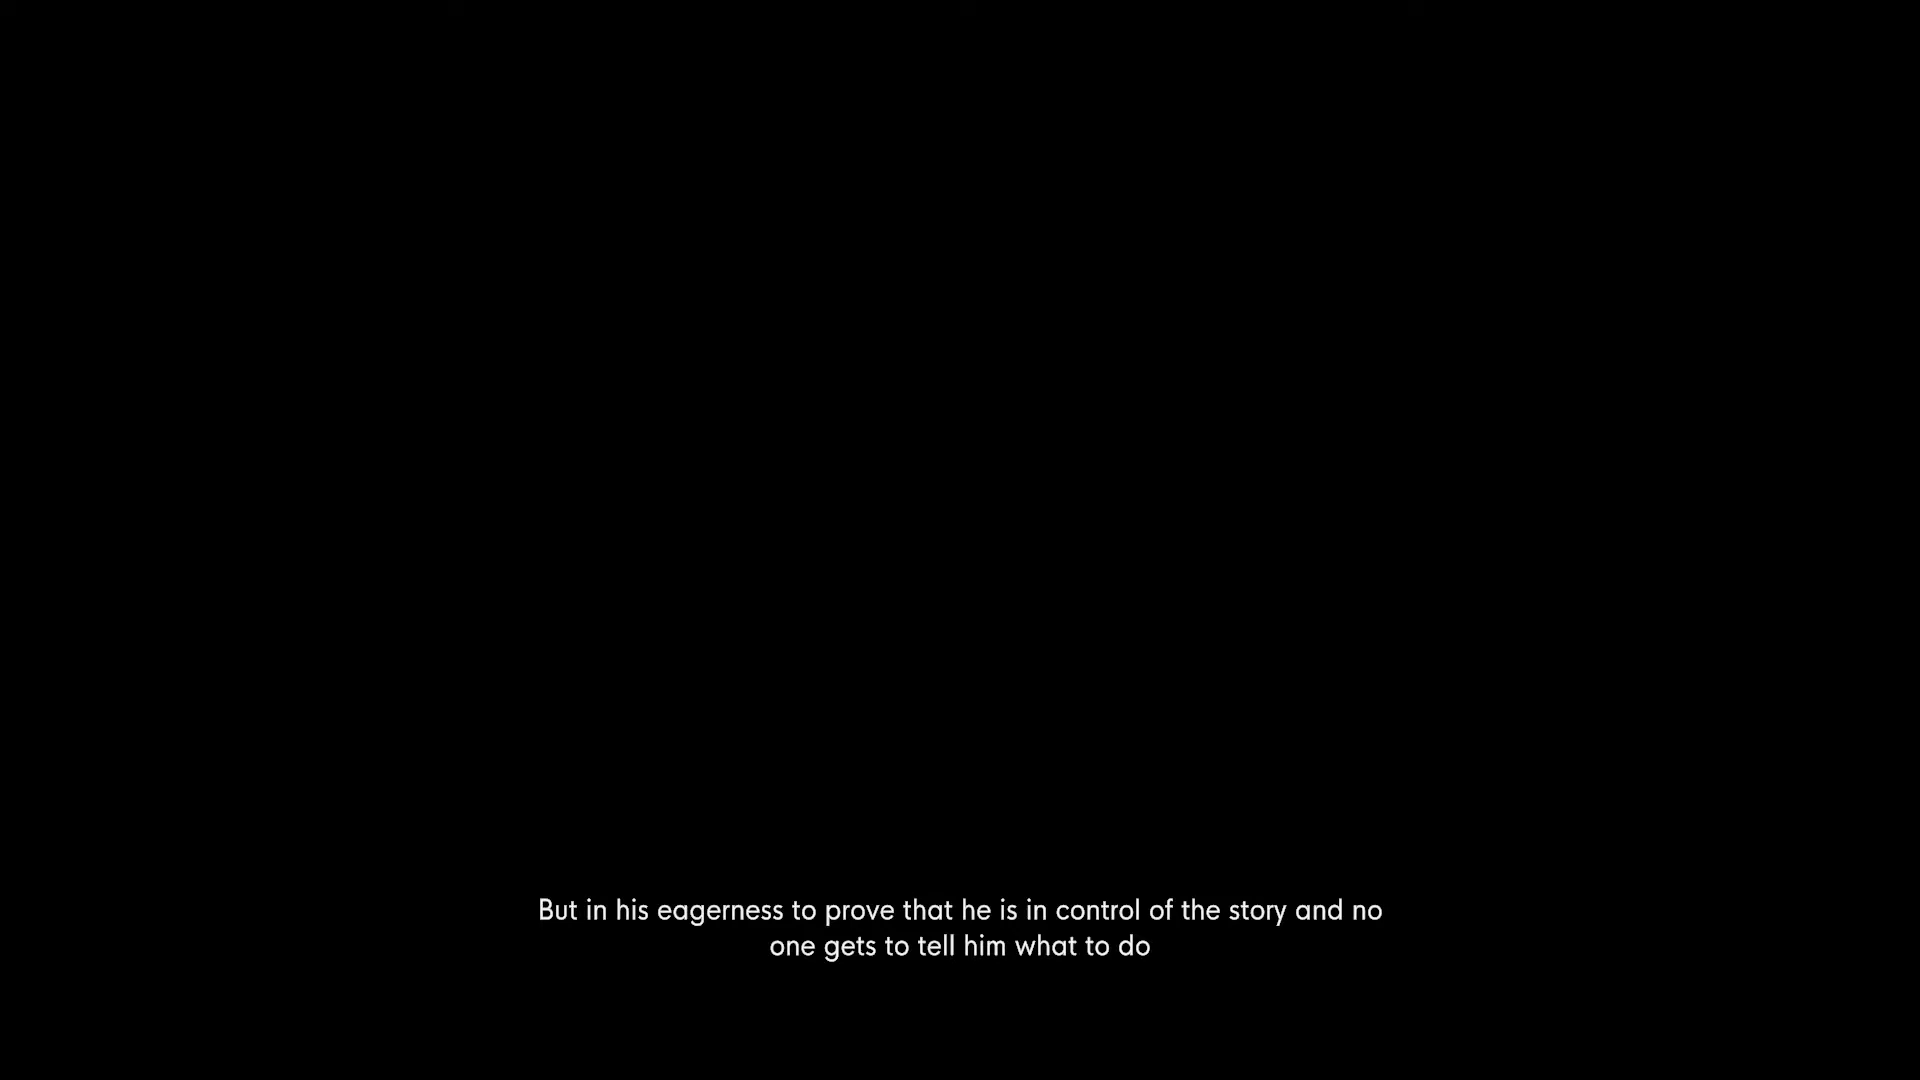 But in his eagerness to prove that he is in control of the story and no
one gets to tell him what to do